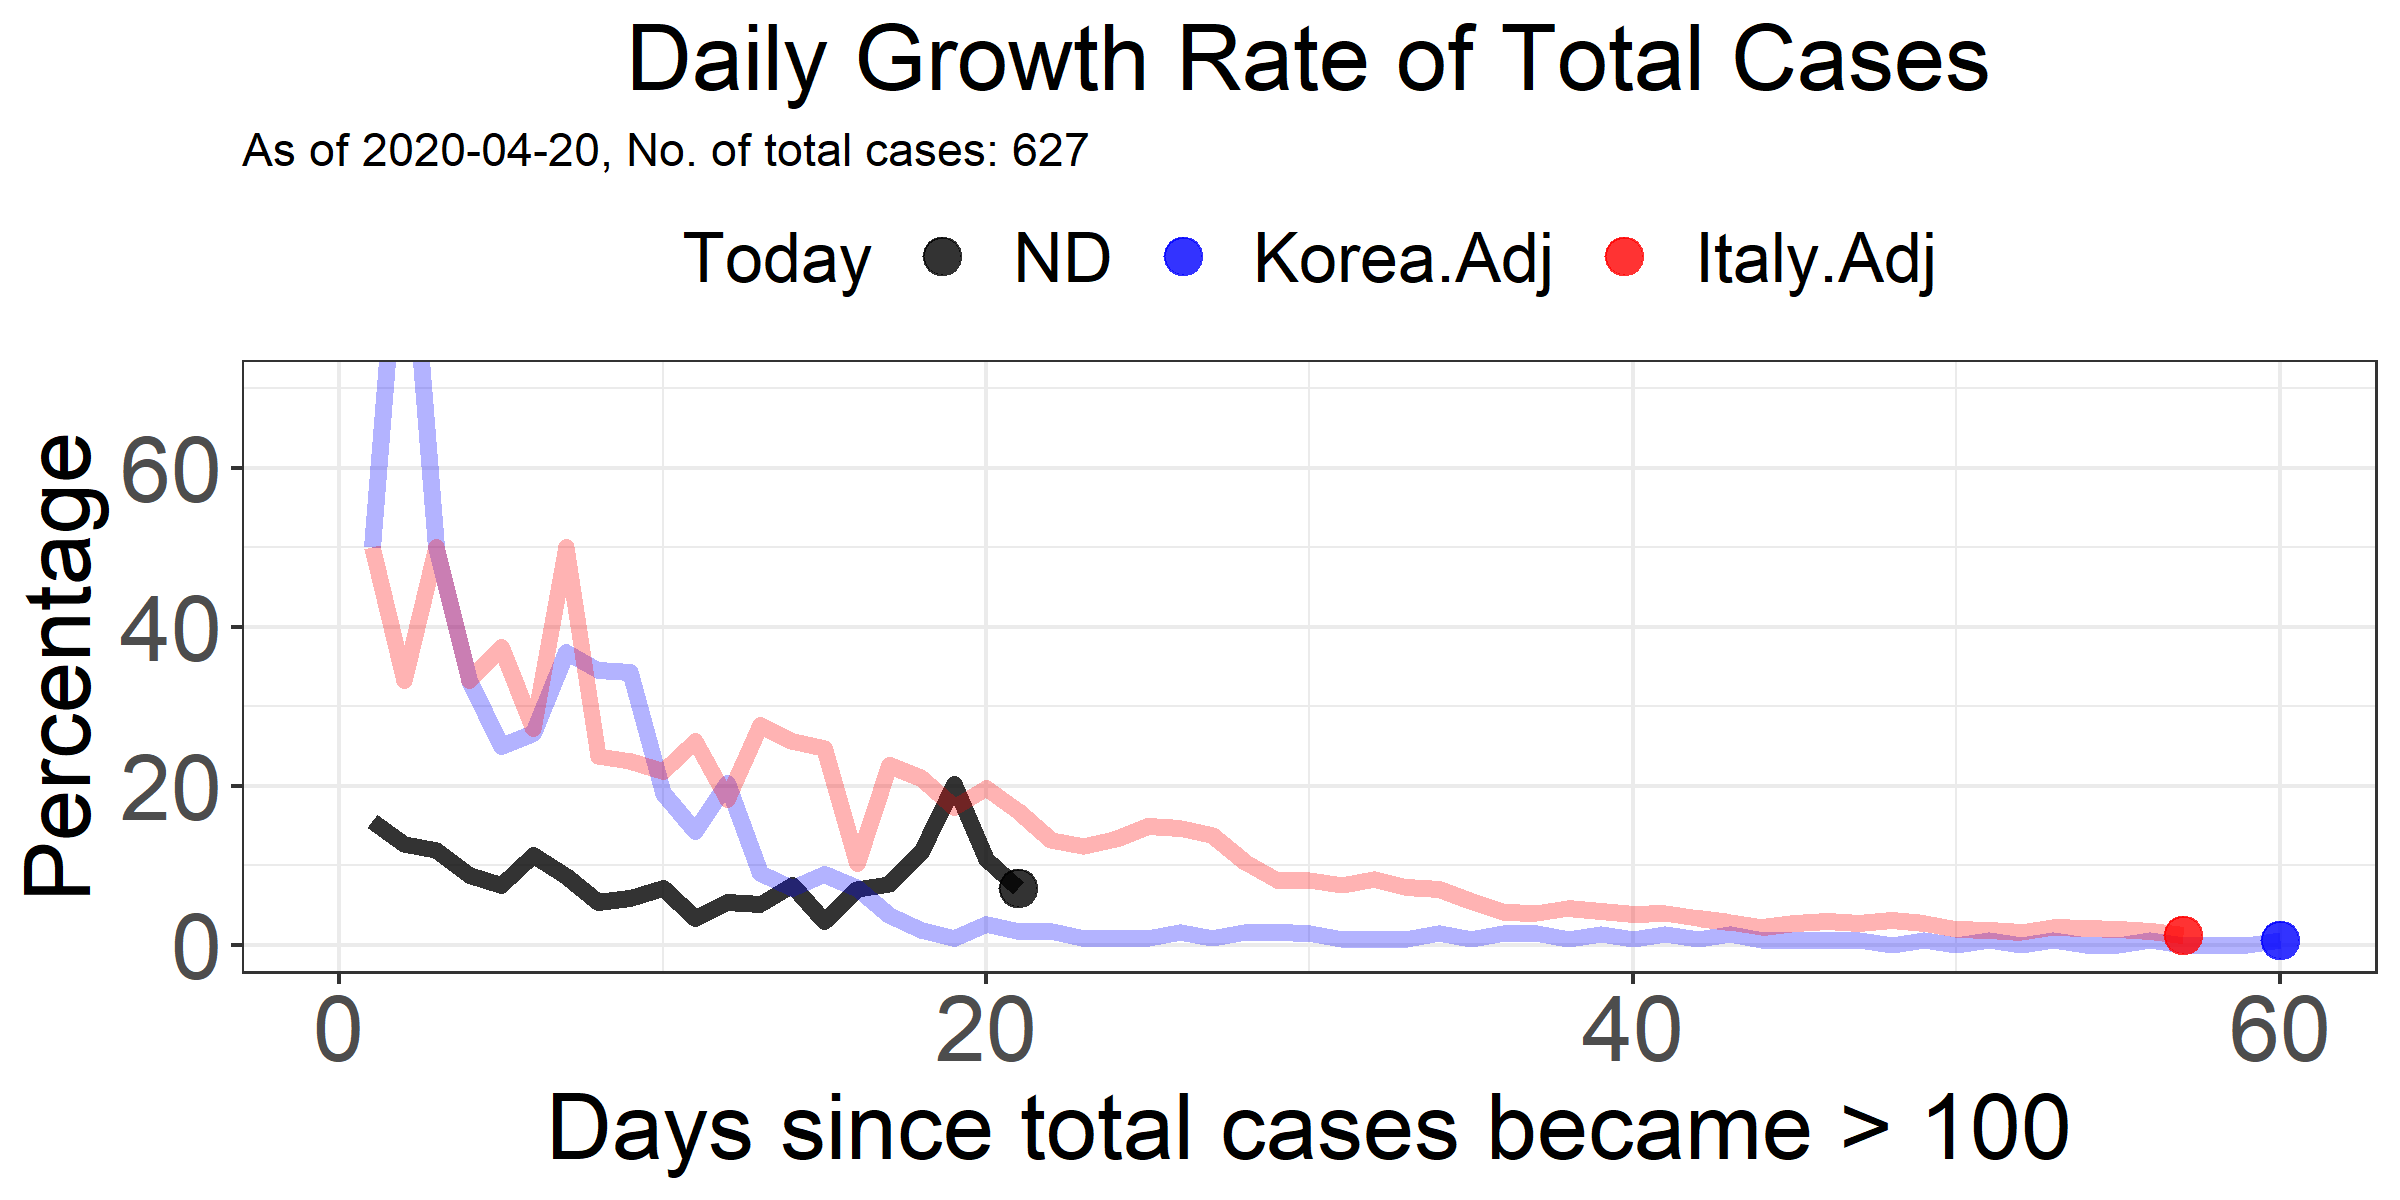 Daily Growth Rate of Total Cases
As of 2020-04-20, No. of total cases: 627
Today ND Korea.Adj Italy.Adj
Percentage
60
40
20
0
0 20 40 60
Days since total cases became > 100